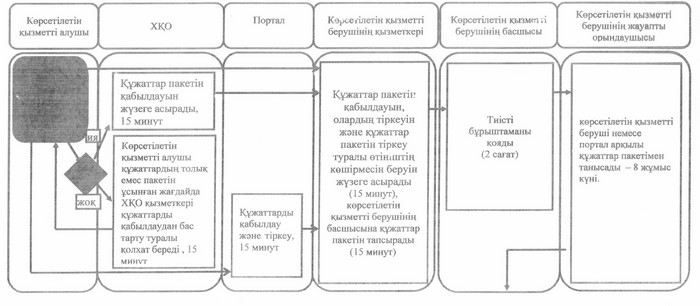 Көрсетілетін
қызметті алушы
ХҚО
Портал
Көрсетілетін қызметті
берушінің қызметкері
Көрсетілетін қызметті
берушінің басшысы
Көрсетілетін қызметті
берушінің жауапты
орындаушысы
Құжаттар пакетін
қабылдауын
жүзеге асырады,
15 минут
ия
жоқ
Көрсетілетін
қызметті алушы
құжаттардың толық
емес пакетін
ұсынған жағдайда
ХҚО қызметкері
құжаттарды
қабылдаудан бас
тарту туралы
қолхат береді , 15
минут
Құжаттарды
қабылдау
және тіркеу,
15 минут
Құжаттар пакетін
қабылдауын,
олардың тіркеуін
және құжаттар
пакетін тіркеу
туралы өтініштің
көшірмесін беруін
жүзеге асырады
(15 минут),
көрсетілетін
қызметті берушінің
басшысына құжаттар
пакетін тапсырады
(15 минут)
Тиісті
бұрыштаманы
қояды
(2 сағат)
көрсетілетін қызметті
беруші немесе
портал арқылы
құжаттар пакетімен
танысады – 8 жұмыс
күні.